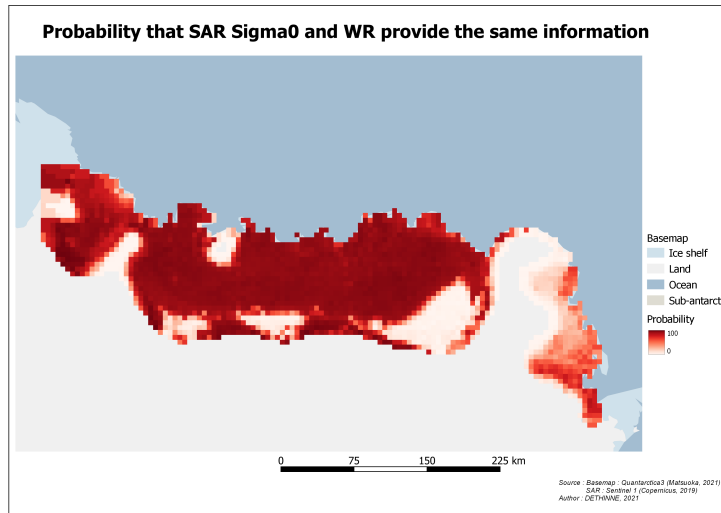 Probability that SAR Sigma0 and WR provide the same information
Basemap
Ice shelf
Land
Ocean
Sub-antarct
Probability
100
0
0 75 150 225 km
Source : Basemap : Quantarctica3 (Matsuoka, 2021)
SAR : Sentinel 1 (Copernicus, 2019)
Author : DETHINNE, 2021